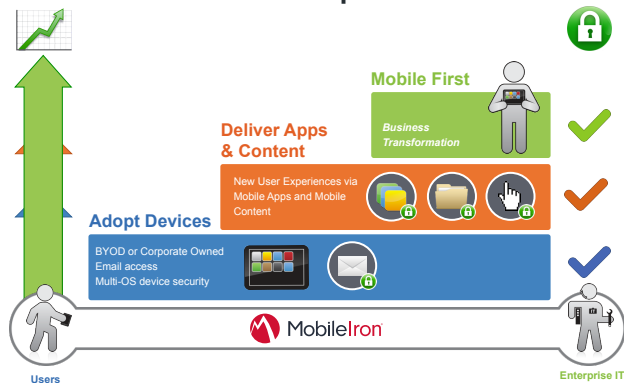 Mobile First
Business
Transformation
Deliver Apps
& Content
New User Experiences via
Mobile Apps and Mobile
Content
Adopt Devices
BYOD or Corporate Owned
Email access
Multi-OS device security
MobileIron
Users
Enterprise IT